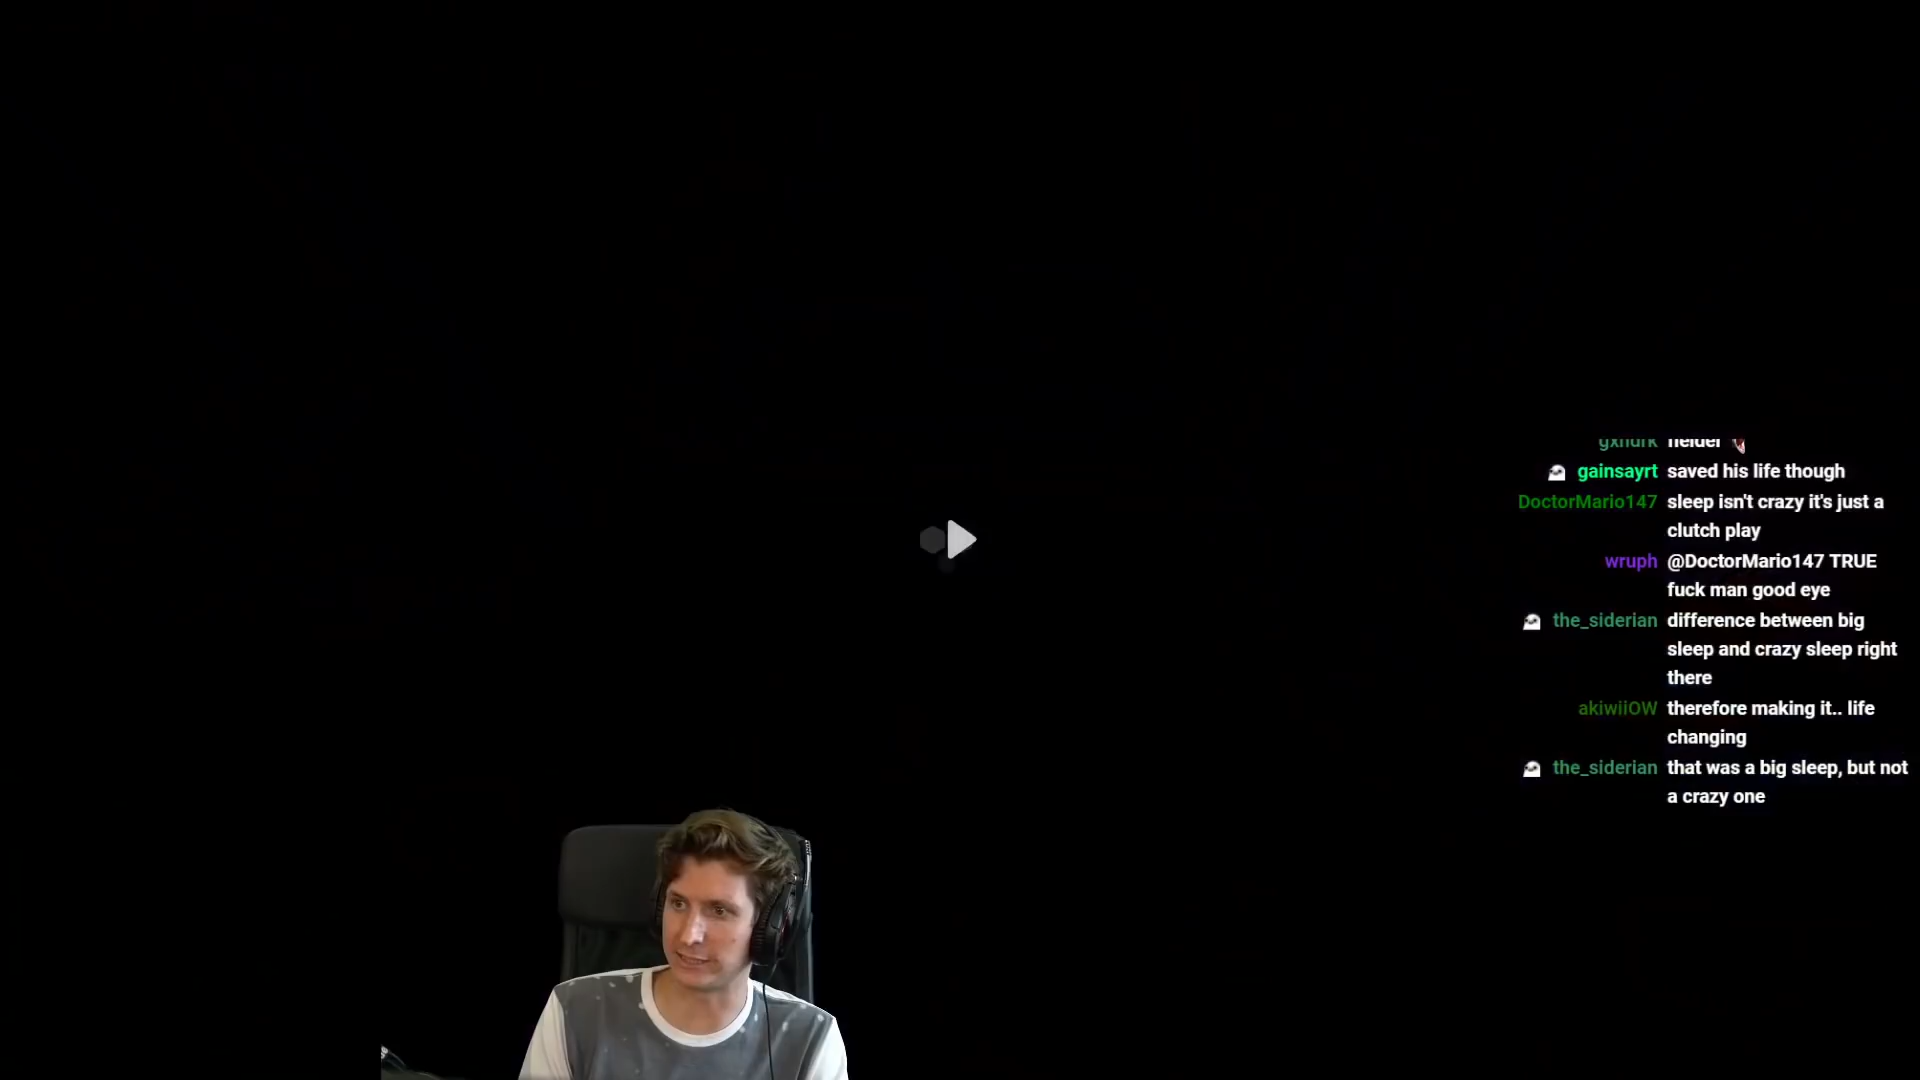 gainsayrt saved his life though
DoctorMario147 sleep isn't crazy it's just a
clutch play
wruph @DoctorMario147 TRUE
fuck man good eye
the_siderian difference between big
sleep and crazy sleep right
there
akiwiiOW therefore making it.. life
changing
the_siderian that was a big sleep, but not
a crazy one